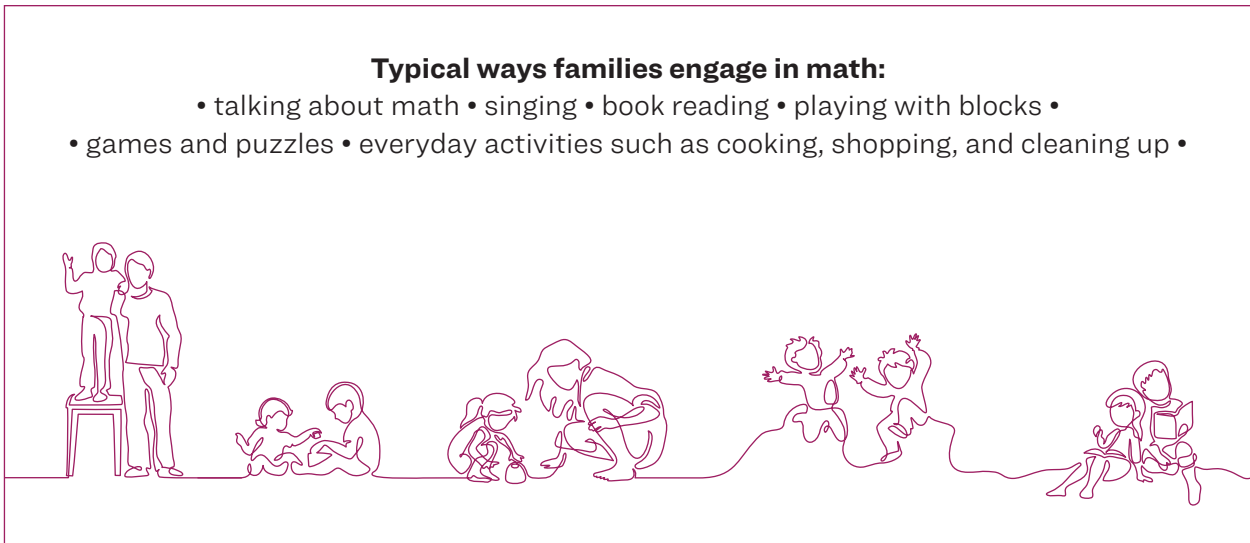 Typical ways families engage in math:
• talking about math • singing • book reading • playing with blocks •
• games and puzzles • everyday activities such as cooking, shopping, and cleaning up •